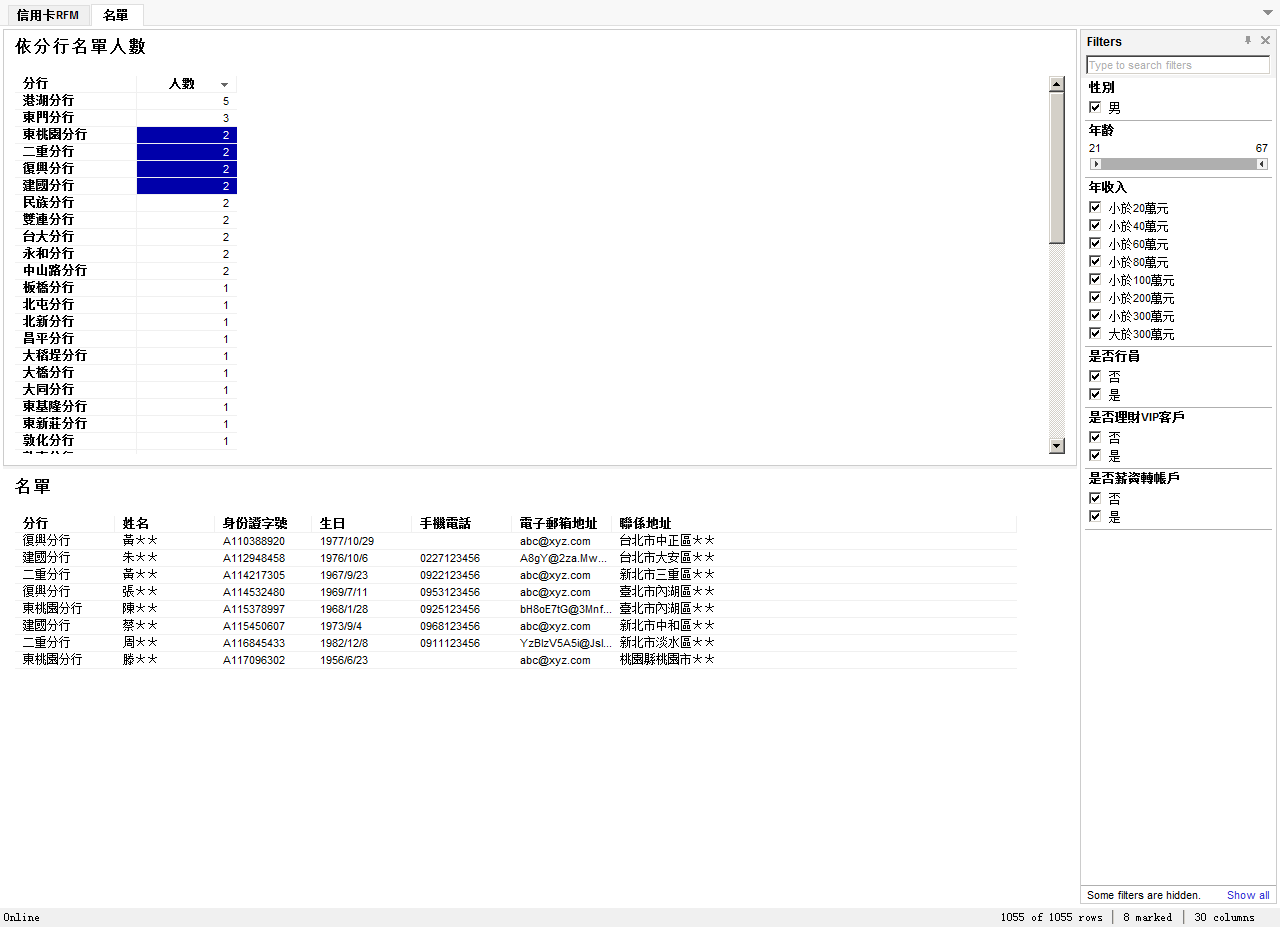 信用卡RFM 名單
依分行名單人數
分行 人數
港湖分行 5
東門分行 3
東桃園分行 2
二重分行 2
復興分行 2
建國分行 2
民族分行 2
雙連分行 2
台大分行 2
永和分行 2
中山路分行 2
板橋分行 1
北屯分行 1
北新分行 1
昌平分行 1
大稻埕分行 1
大橋分行 1
大同分行 1
東基隆分行 1
東新莊分行 1
敦化分行 1
名單
分行 姓名 身份證字號 生日 手機電話 電子郵箱地址 聯係地址
復興分行 黃** A110388920 1977/10/29 abc@xyz.com 台北市中正區**
建國分行 朱** A112948458 1976/10/6 0227123456 A8gY@2za.Mw... 台北市大安區**
二重分行 黃** A114217305 1967/9/23 0922123456 abc@xyz.com 新北市三重區**
復興分行 張** A114532480 1969/7/11 0953123456 abc@xyz.com 臺北市內湖區**
東桃園分行 陳** A115378997 1968/1/28 0925123456 bH8oE7tG@3Mnf... 臺北市內湖區**
建國分行 蔡** A115450607 1973/9/4 0968123456 abc@xyz.com 新北市中和區**
二重分行 周** A116845433 1982/12/8 0911123456 YzBlzV5A5i@Jsl... 新北市淡水區**
東桃園分行 滕** A117096302 1956/6/23 abc@xyz.com 桃園縣桃園市**
Filters
Type to search filters
性別
男
年齡
21 67
年收入
小於20萬元
小於40萬元
小於60萬元
小於80萬元
小於100萬元
小於200萬元
小於300萬元
大於300萬元
是否行員
否
是
是否理財VIP客戶
否
是
是否薪資轉帳戶
否
是
Some filters are hidden. Show all
Online 1055 of 1055 rows 8 marked 30 columns